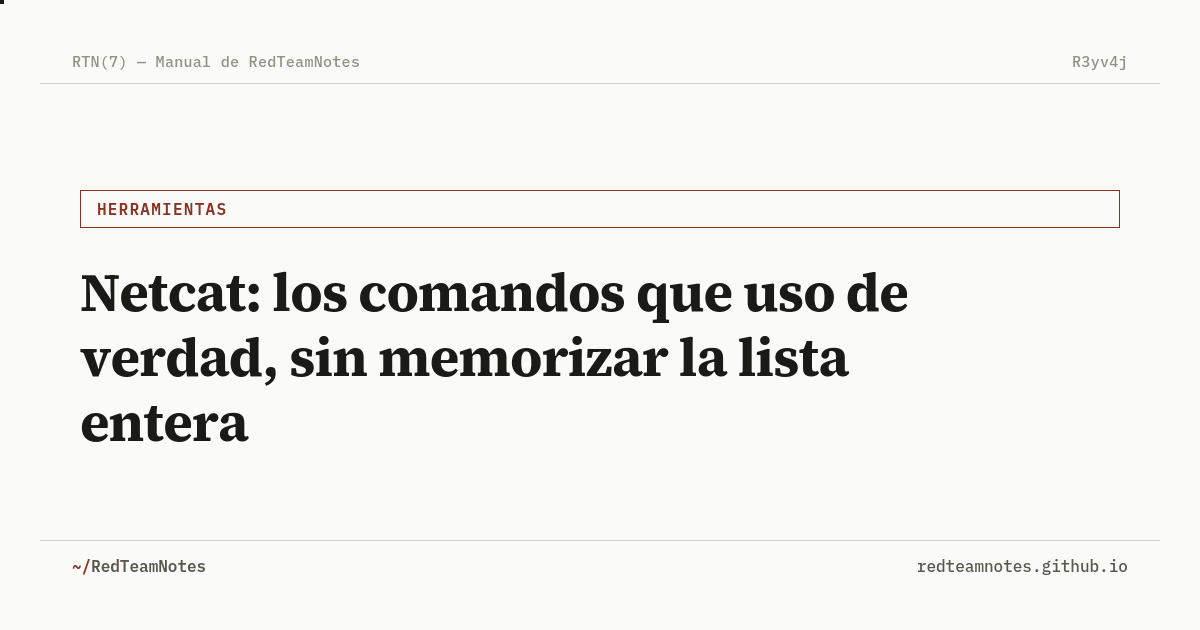 RTN(7) — Manual de RedTeamNotes
R3yv4j
HERRAMIENTAS
Netcat: los comandos que uso de
verdad, sin memorizar la lista
entera
~/RedTeamNotes
redteamnotes.github.io